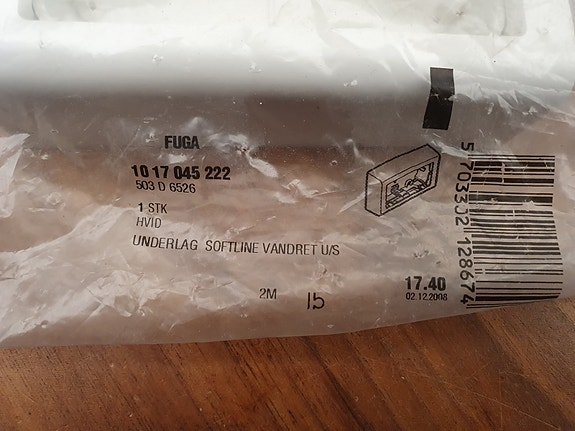 FUGA
10 17 045 222
503 D 6526
1 STK
HVID
UNDERLAG SOFTLINE VANDRET U/S
2M
17.40
02.12.2008
5 703302 128674